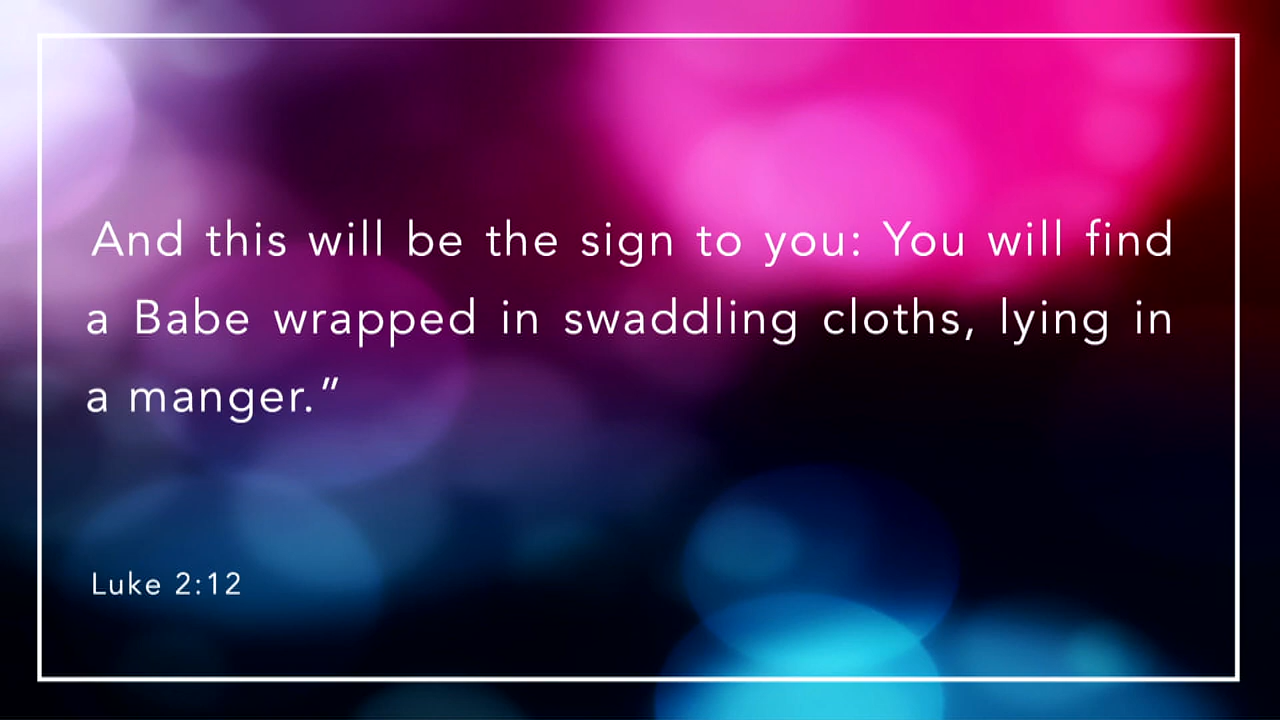 And this will be the sign to you: You will find
a Babe wrapped in swaddling cloths, lying in
a manger.”
Luke 2:12